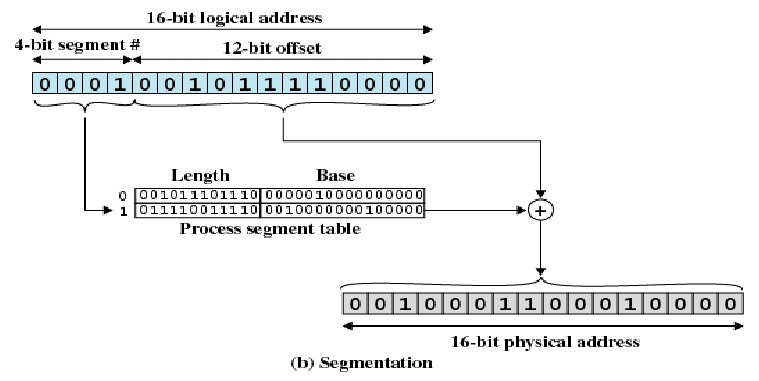 16-bit logical address
4-bit segment # 12-bit offset
0 0 0 1 0 0 1 0 1 1 1 1 0 0 0 0
Length Base
0 001011101110 0000010000000000
1 011110011110 0010000000100000
Process segment table
+
0 0 1 0 0 0 1 1 0 0 0 1 0 0 0 0
16-bit physical address
(b) Segmentation